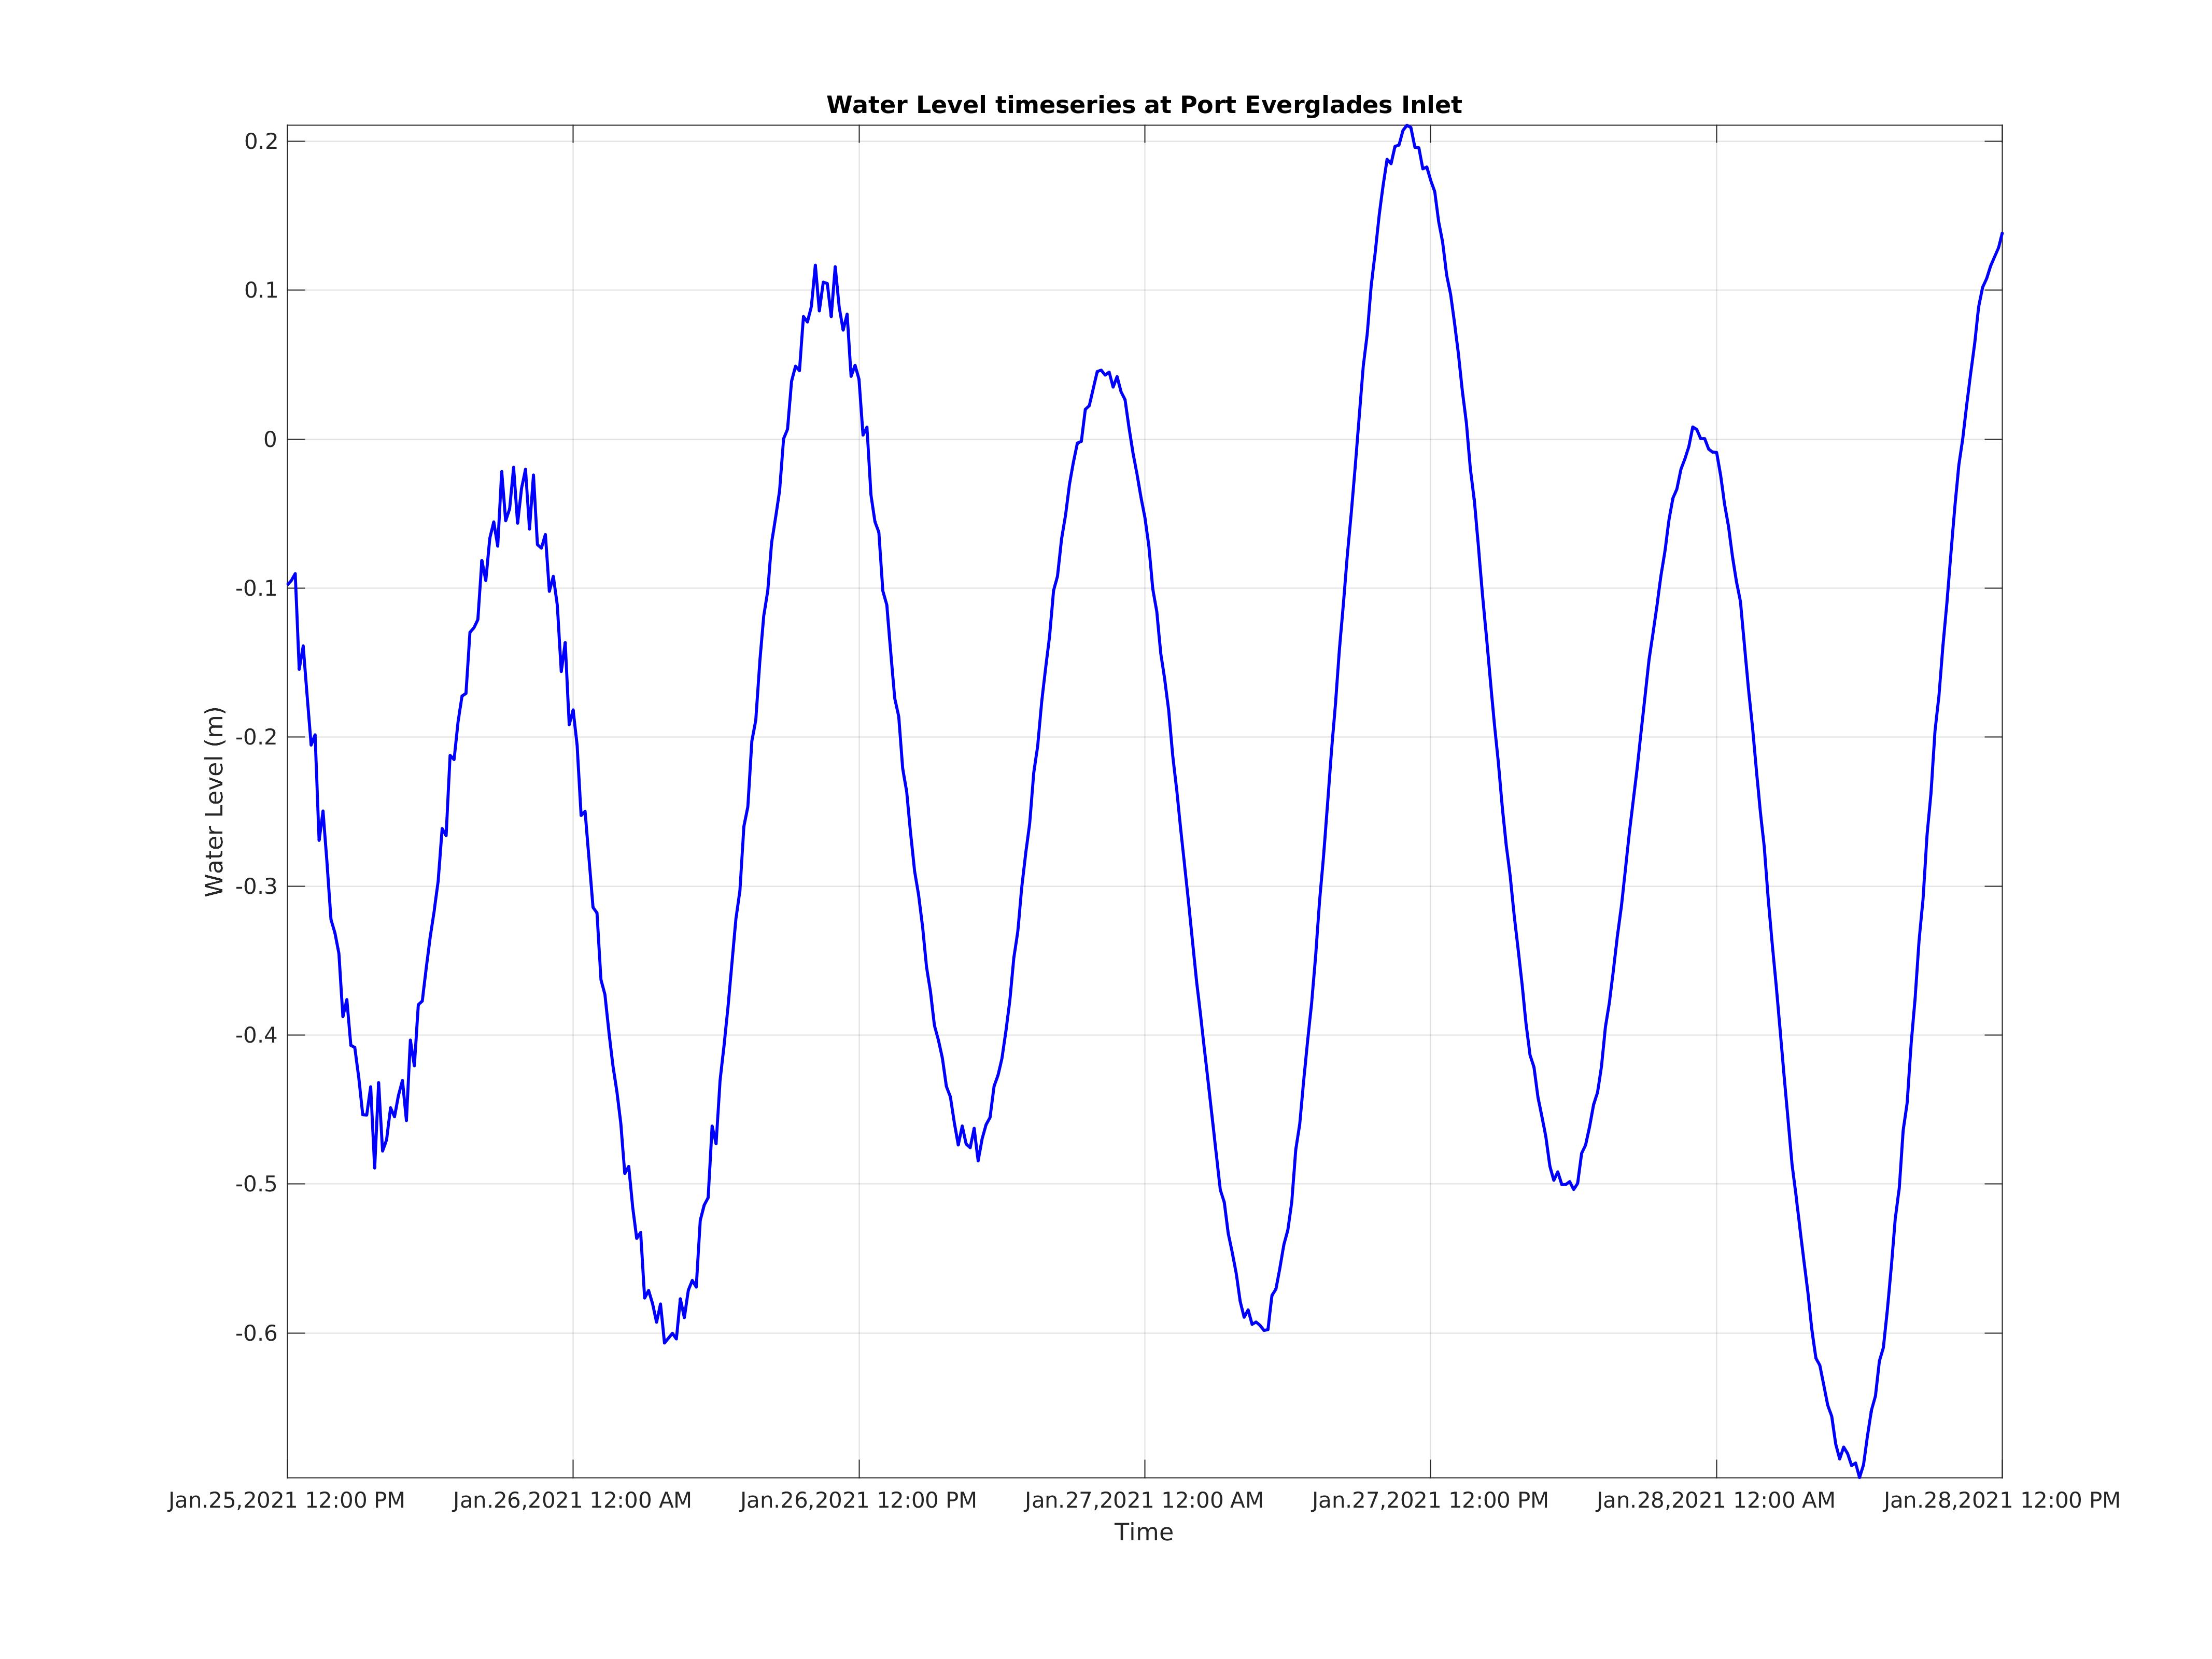 Water Level timeseries at Port Everglades Inlet
0.2
0.1
0
-0.1
-0.2
-0.3
-0.4
-0.5
-0.6
Water Level (m)
Jan.25,2021 12:00 PM
Jan.26,2021 12:00 AM
Jan.26,2021 12:00 PM
Jan.27,2021 12:00 AM
Jan.27,2021 12:00 PM
Jan.28,2021 12:00 AM
Jan.28,2021 12:00 PM
Time